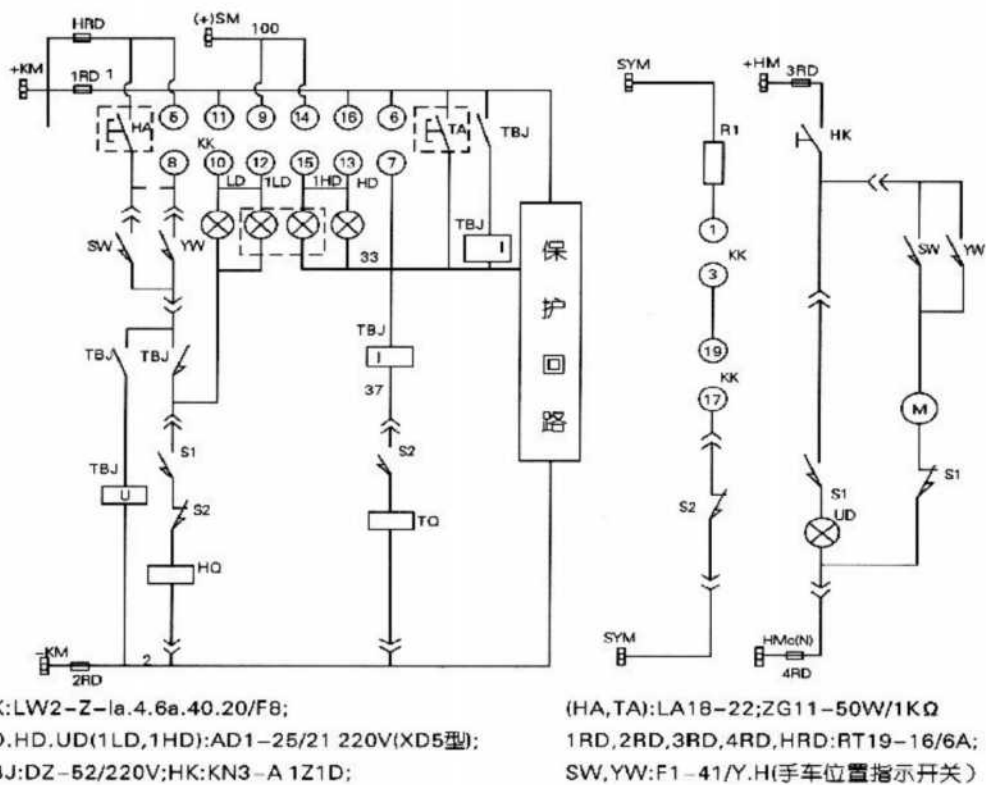 HRD
(+)SM
100
+KM
1RD
1
HA
5
11
9
14
16
6
TA
TBJ
8
KK
10
12
15
13
7
LD
1LD
1HD
HD
SW
YW
33
TBJ
I
保护回路
TBJ
TBJ
TBJ
I
37
S1
S2
TBJ
U
S2
TQ
HQ
-KM
2RD
2
SYM
R1
1
KK
3
19
KK
17
S2
SYM
+HM
3RD
HK
SW
YW
M
S1
S1
UD
HMc(N)
4RD
K:LW2-Z-la.4.6a.40.20/F8;
D.HD.UD(1LD,1HD):AD1-25/21 220V(XD5型);
BJ:DZ-52/220V;HK:KN3-A 1Z1D;
(HA,TA):LA18-22;ZG11-50W/1KΩ
1RD,2RD,3RD,4RD,HRD:RT19-16/6A;
SW,YW:F1-41/Y.H(手车位置指示开关)